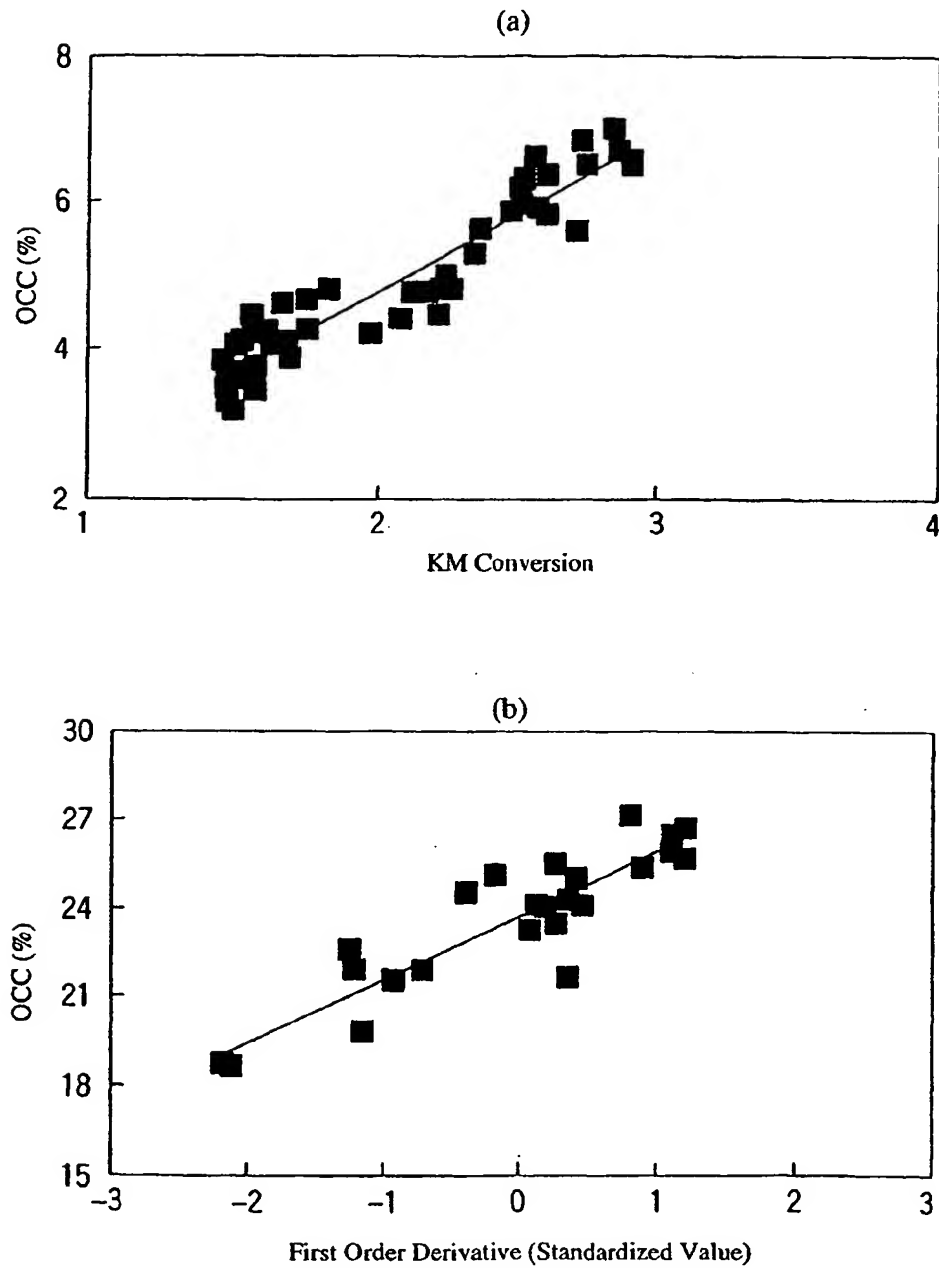 (a)
8
6
4
2
OCC (%)
1 2 3 4
KM Conversion
(b)
30
27
24
21
18
15
OCC (%)
−3 −2 −1 0 1 2 3
First Order Derivative (Standardized Value)